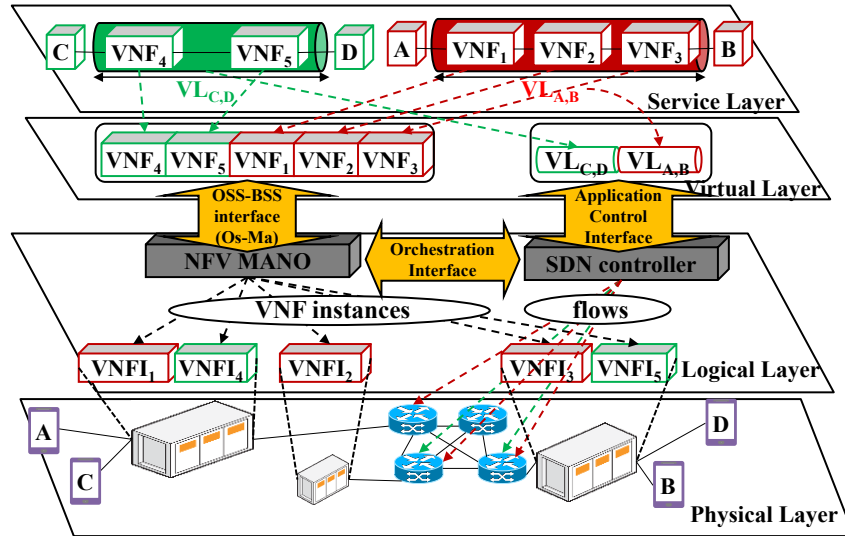 C VNF4 VNF5 D A VNF1 VNF2 VNF3 B
VLC,D VLA,B
Service Layer
VNF4 VNF5 VNF1 VNF2 VNF3 VLC,D VLA,B
Virtual Layer
OSS-BSS
interface
(Os-Ma)
Application
Control
Interface
Orchestration
Interface
NFV MANO
SDN controller
VNF instances
flows
VNFI1 VNFI4 VNFI2 VNFI3 VNFI5
Logical Layer
A
C
D
B
Physical Layer